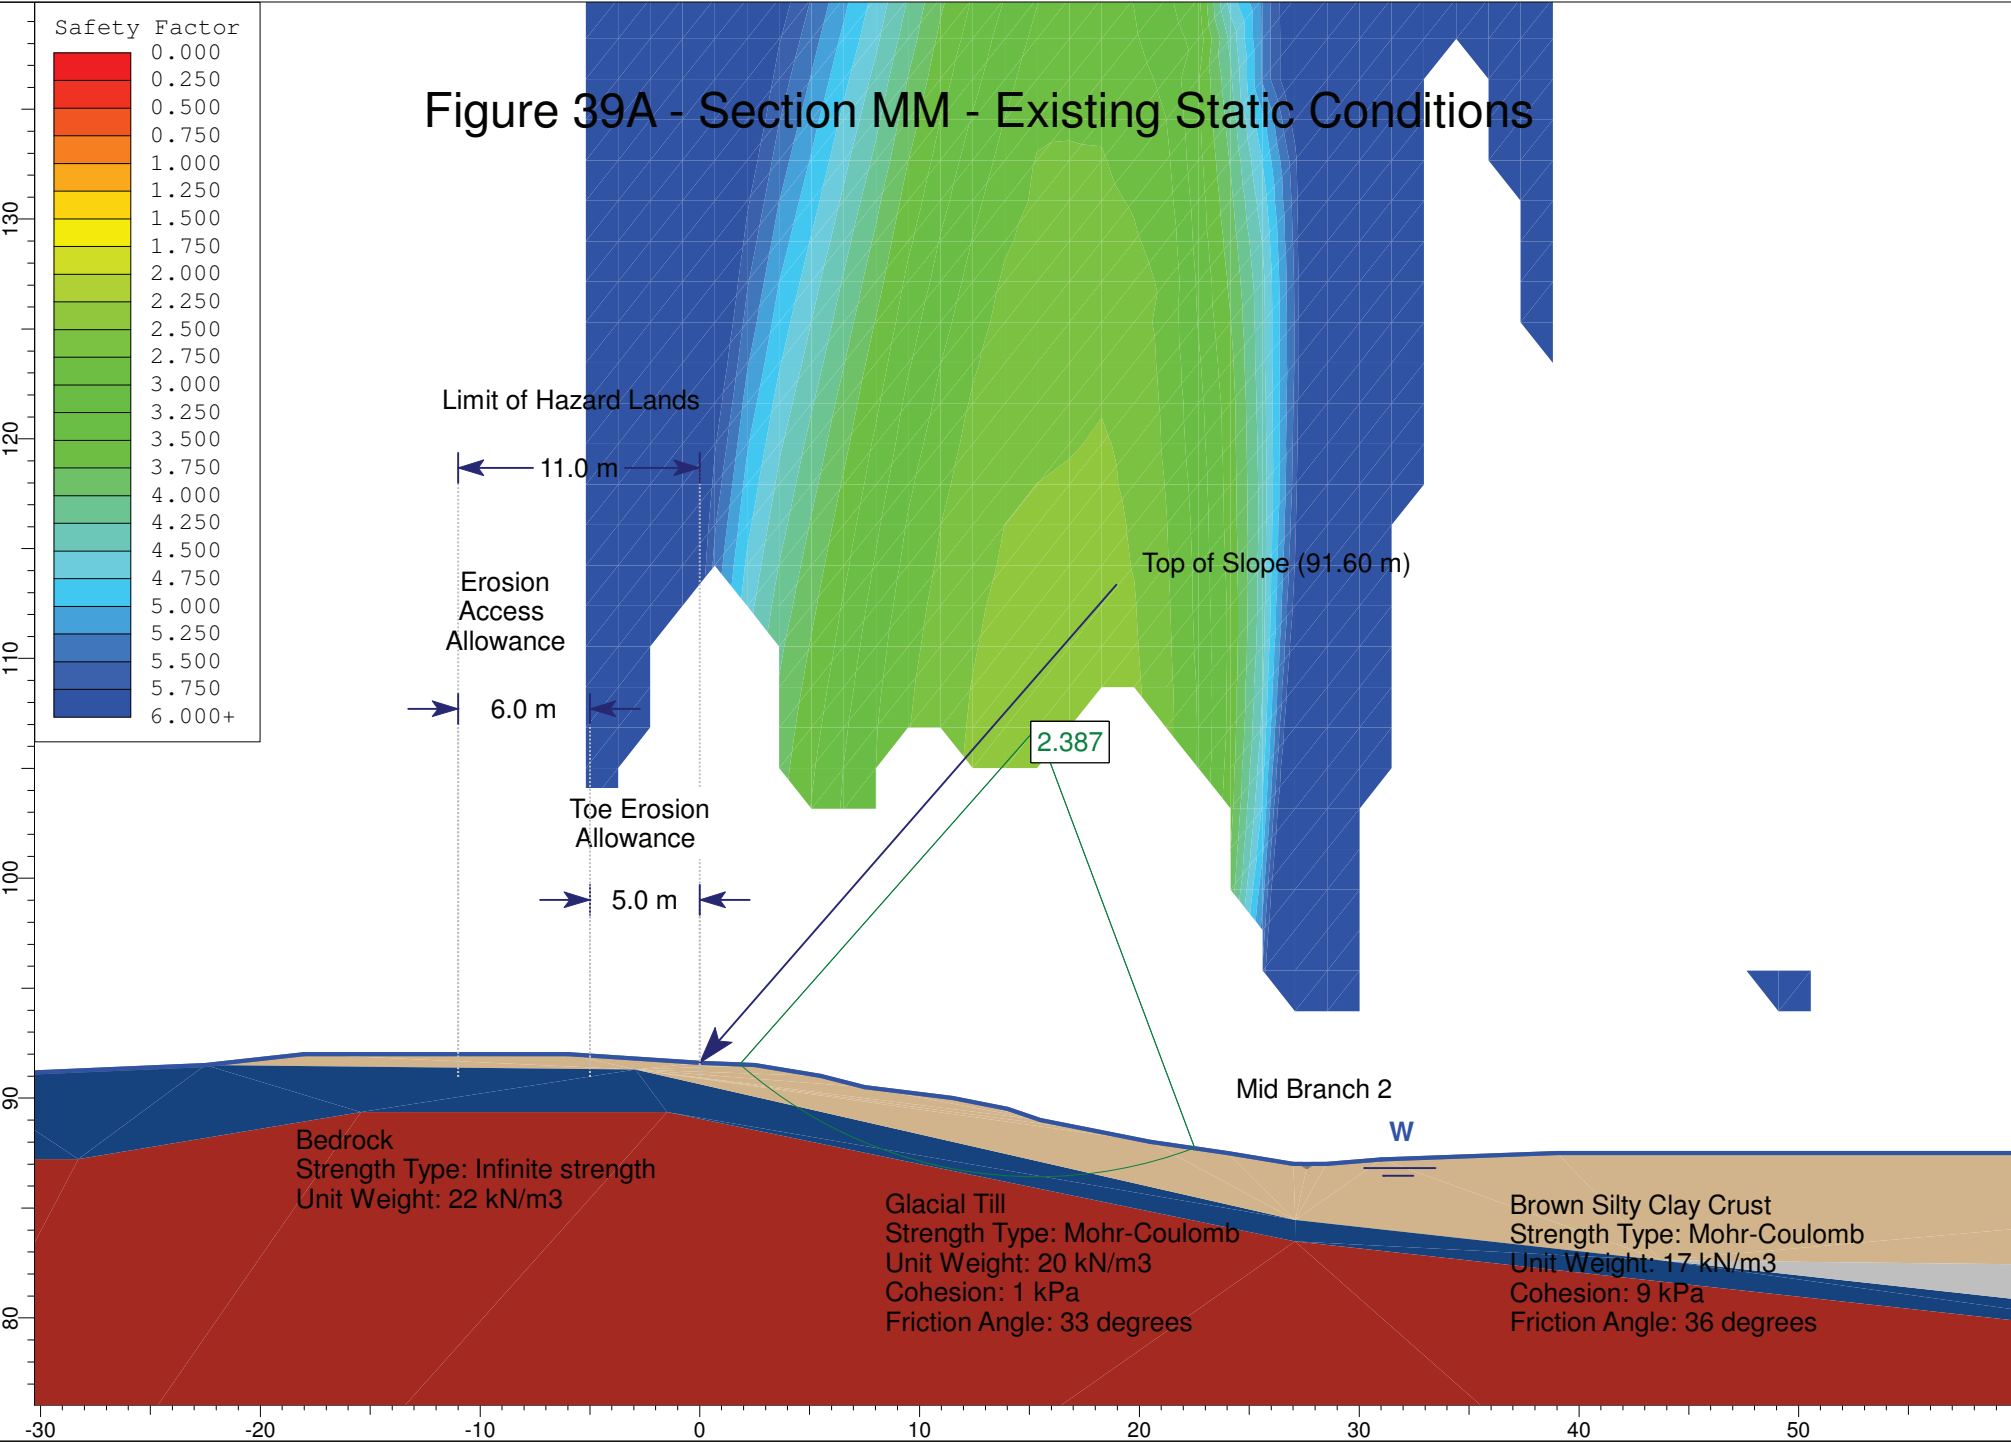 Safety Factor
0.000
0.250
0.500
0.750
1.000
1.250
1.500
1.750
2.000
2.250
2.500
2.750
3.000
3.250
3.500
3.750
4.000
4.250
4.500
4.750
5.000
5.250
5.500
5.750
6.000+
Figure 39A - Section MM - Existing Static Conditions
Limit of Hazard Lands
11.0 m
Top of Slope (91.60 m)
Erosion
Access
Allowance
6.0 m
2.387
Toe Erosion
Allowance
5.0 m
Mid Branch 2
W
Bedrock
Strength Type: Infinite strength
Unit Weight: 22 kN/m3
Glacial Till
Strength Type: Mohr-Coulomb
Unit Weight: 20 kN/m3
Cohesion: 1 kPa
Friction Angle: 33 degrees
Brown Silty Clay Crust
Strength Type: Mohr-Coulomb
Unit Weight: 17 kN/m3
Cohesion: 9 kPa
Friction Angle: 36 degrees
130
120
110
100
90
80
-30 -20 -10 0 10 20 30 40 50